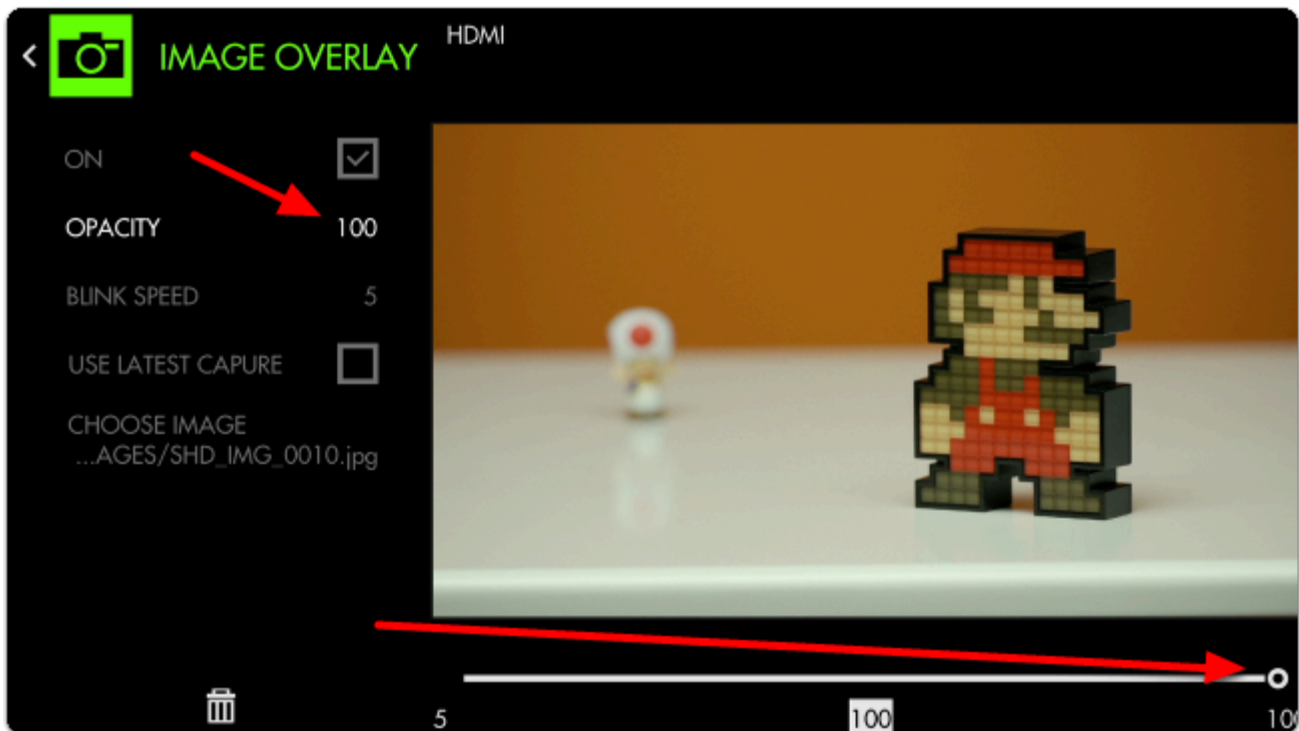 IMAGE OVERLAY
HDMI
ON
OPACITY 100
BLINK SPEED 5
USE LATEST CAPURE
CHOOSE IMAGE
...AGES/SHD_IMG_0010.jpg
5 100 100